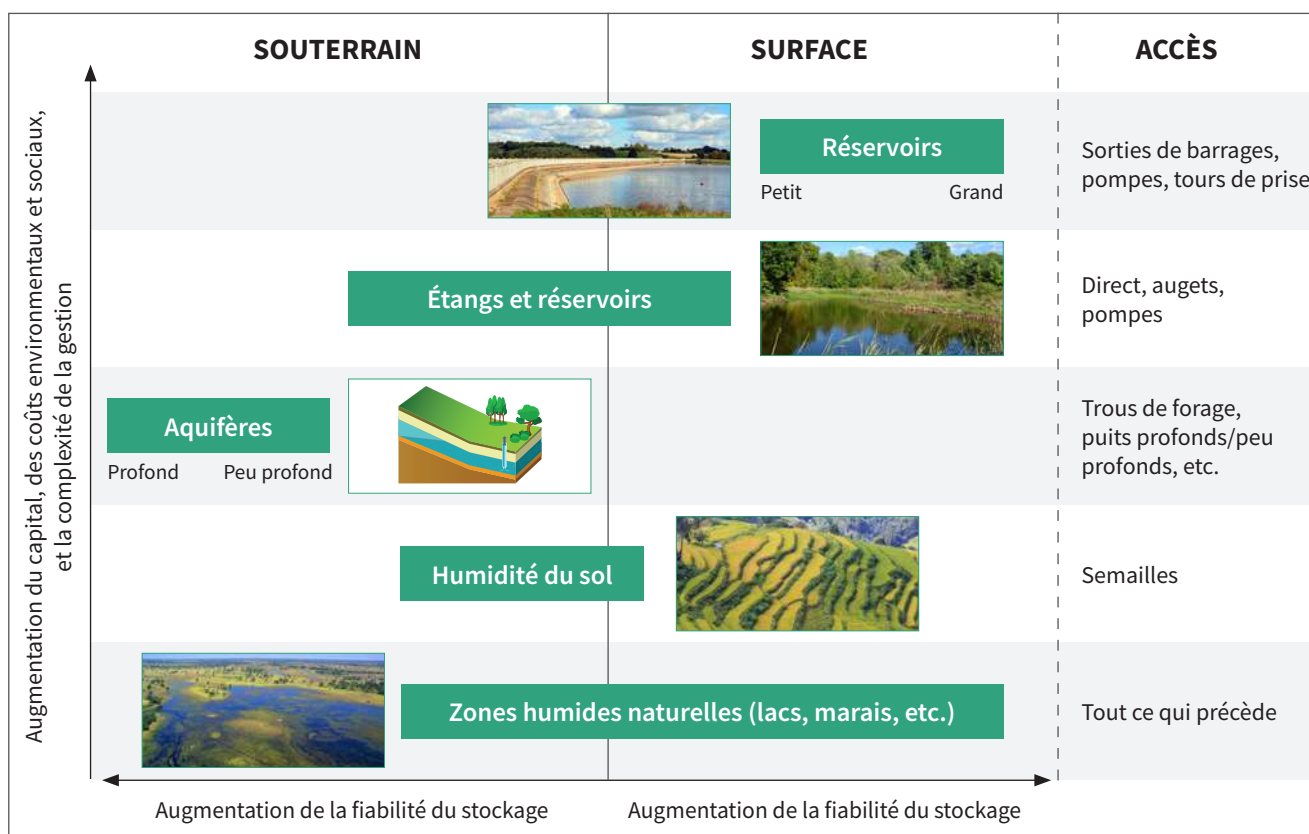 SOUTERRAIN
SURFACE
ACCÈS
Augmentation du capital, des coûts environmentaux et sociaux,
et la complexité de la gestion
Réservoirs
Petit
Grand
Sorties de barrages,
pompes, tours de prise
Étangs et réservoirs
Direct, augets,
pompes
Aquifères
Profond
Peu profond
Trous de forage,
puits profonds/peu
profonds, etc.
Humidité du sol
Semailles
Zones humides naturelles (lacs, marais, etc.)
Tout ce qui précède
Augmentation de la fiabilité du stockage
Augmentation de la fiabilité du stockage